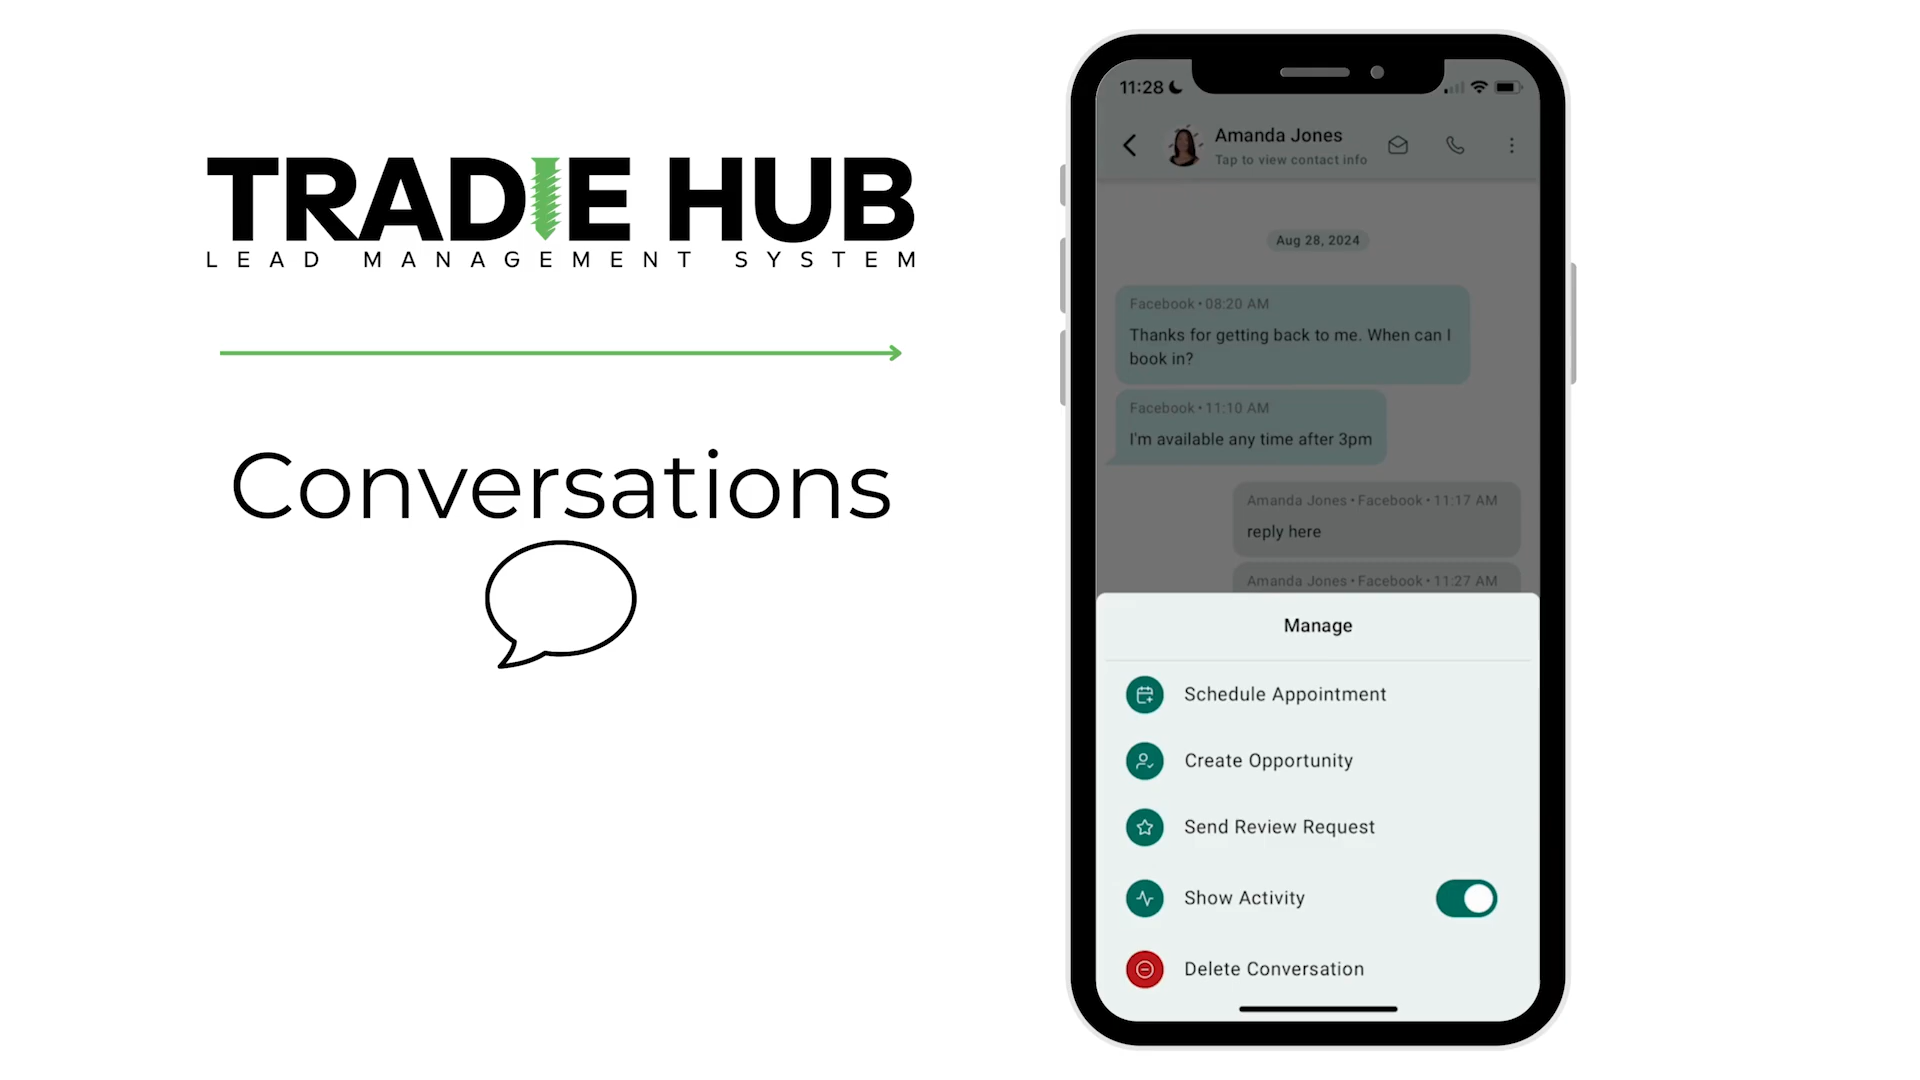 TRADIE HUB
LEAD MANAGEMENT SYSTEM
Conversations
11:28
Amanda Jones
Tap to view contact info
Aug 28, 2024
Facebook • 08:20 AM
Thanks for getting back to me. When can I
book in?
Facebook • 11:10 AM
I'm available any time after 3pm
Amanda Jones • Facebook • 11:17 AM
reply here
Amanda Jones • Facebook • 11:27 AM
Manage
Schedule Appointment
Create Opportunity
Send Review Request
Show Activity
Delete Conversation